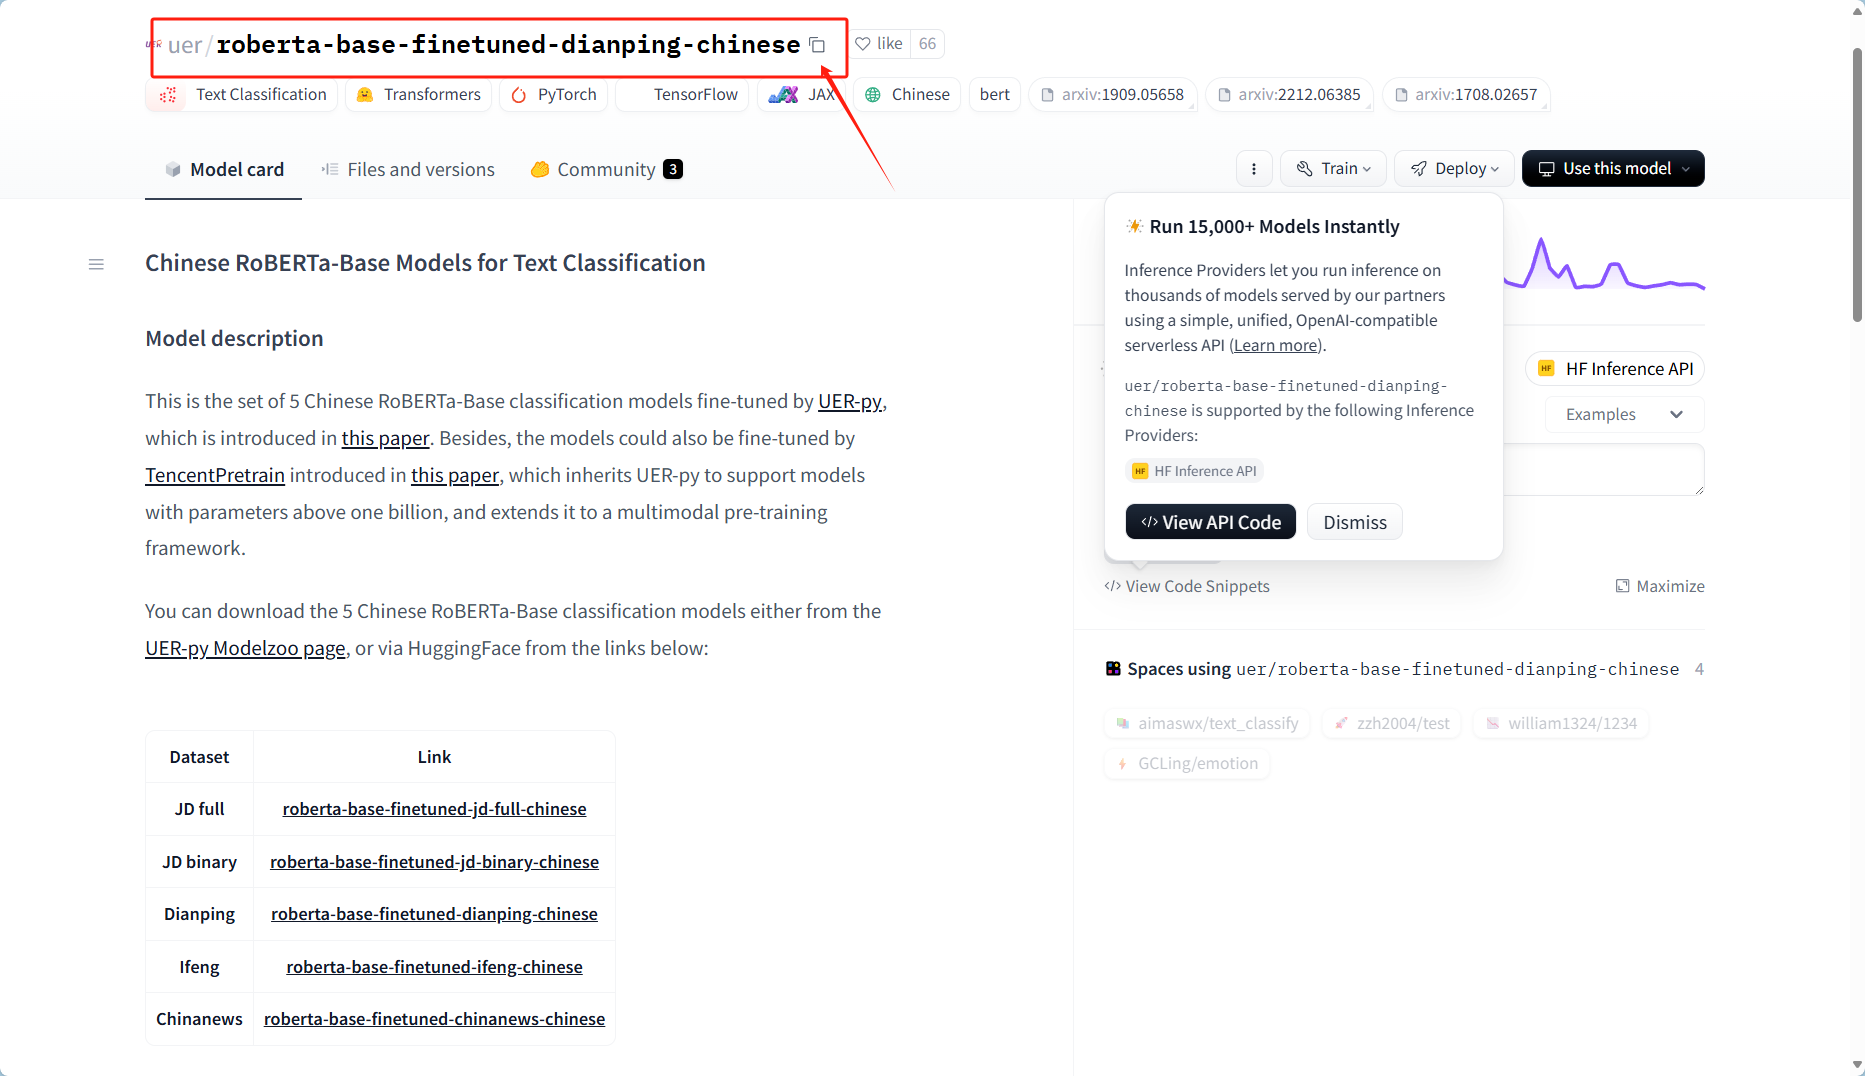 UER uer/roberta-base-finetuned-dianping-chinese like 66
Text Classification Transformers PyTorch TensorFlow JAX Chinese bert arxiv:1909.05658 arxiv:2212.06385 arxiv:1708.02657
Model card Files and versions Community 3 Train Deploy Use this model
Chinese RoBERTa-Base Models for Text Classification
Model description
This is the set of 5 Chinese RoBERTa-Base classification models fine-tuned by UER-py,
which is introduced in this paper. Besides, the models could also be fine-tuned by
TencentPretrain introduced in this paper, which inherits UER-py to support models
with parameters above one billion, and extends it to a multimodal pre-training
framework.
You can download the 5 Chinese RoBERTa-Base classification models either from the
UER-py Modelzoo page, or via HuggingFace from the links below:
Dataset Link
JD full roberta-base-finetuned-jd-full-chinese
JD binary roberta-base-finetuned-jd-binary-chinese
Dianping roberta-base-finetuned-dianping-chinese
Ifeng roberta-base-finetuned-ifeng-chinese
Chinanews roberta-base-finetuned-chinanews-chinese
Run 15,000+ Models Instantly
Inference Providers let you run inference on
thousands of models served by our partners
using a simple, unified, OpenAI-compatible
serverless API (Learn more).
uer/roberta-base-finetuned-dianping-
chinese is supported by the following Inference
Providers:
HF HF Inference API
</> View API Code Dismiss
HF HF Inference API
Examples
</> View Code Snippets Maximize
Spaces using uer/roberta-base-finetuned-dianping-chinese 4
aimaswx/text_classify zzh2004/test william1324/1234
GCLing/emotion